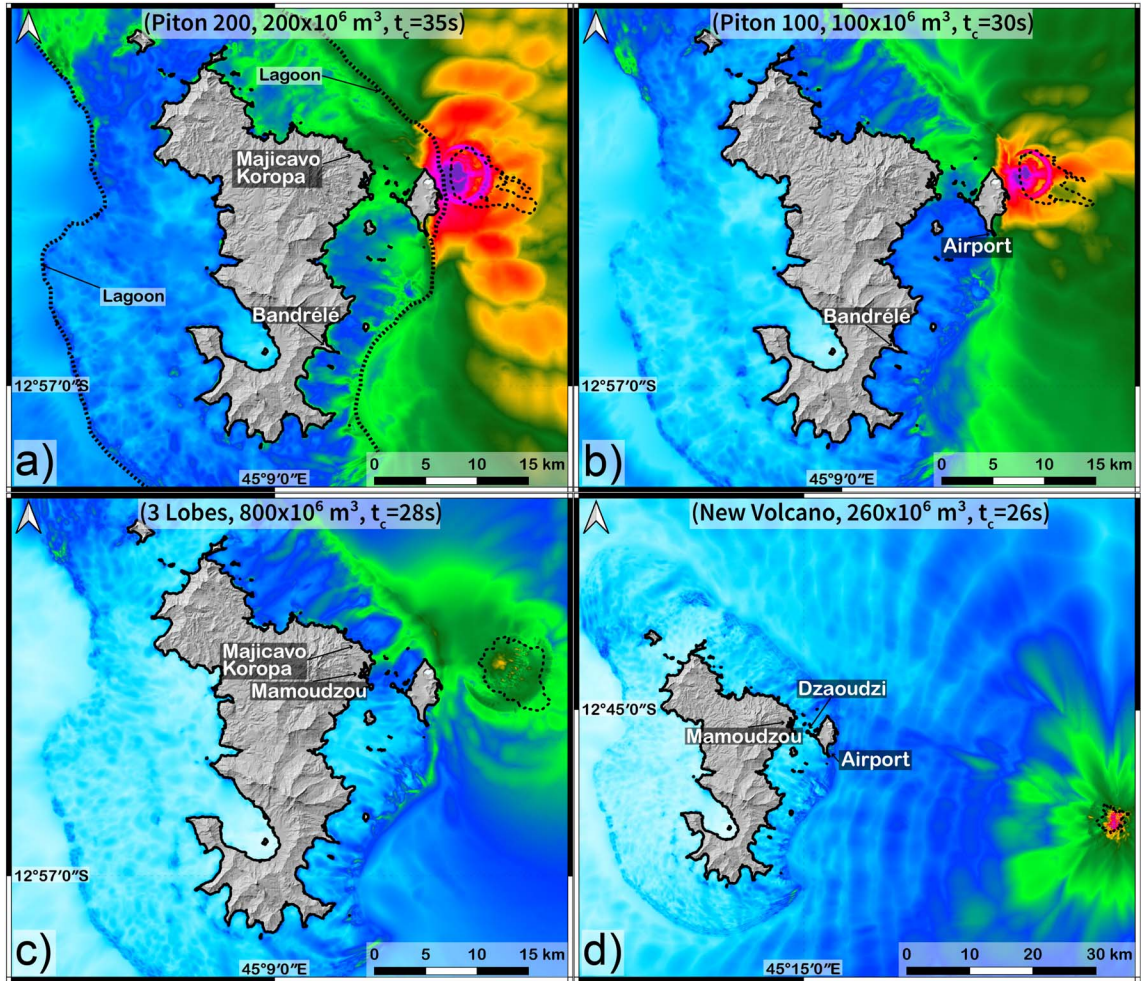 (Piton 200, 200x10⁶ m³, t_c=35s)
Lagoon
Majicavo
Koropa
Lagoon
Bandrélé
12°57′0″S
a)
0 5 10 15 km
45°9′0″E
(Piton 100, 100x10⁶ m³, t_c=30s)
Airport
Bandrélé
12°57′0″S
b)
0 5 10 15 km
45°9′0″E
(3 Lobes, 800x10⁶ m³, t_c=28s)
Majicavo
Koropa
Mamoudzou
12°57′0″S
c)
0 5 10 15 km
45°9′0″E
(New Volcano, 260x10⁶ m³, t_c=26s)
Dzaoudzi
12°45′0″S
Mamoudzou
Airport
d)
0 10 20 30 km
45°15′0″E